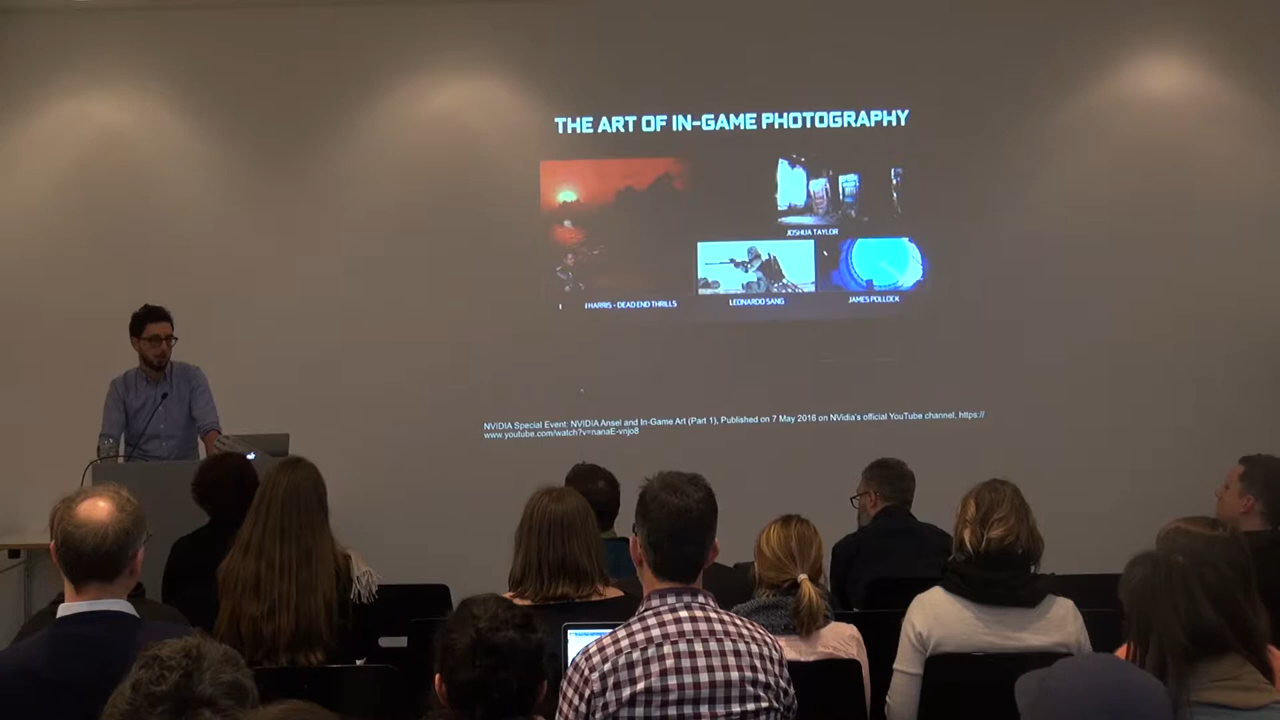 THE ART OF IN-GAME PHOTOGRAPHY
JOSHUA TAYLOR
HARRIS - DEAD END THRILLS
LEONARDO SANG
JAMES POLLOCK
NVIDIA Special Event: NVIDIA Ansel and In-Game Art (Part 1), Published on 7 May 2016 on NVidia's official YouTube channel, https://
www.youtube.com/watch?v=nanaE-vnjo8